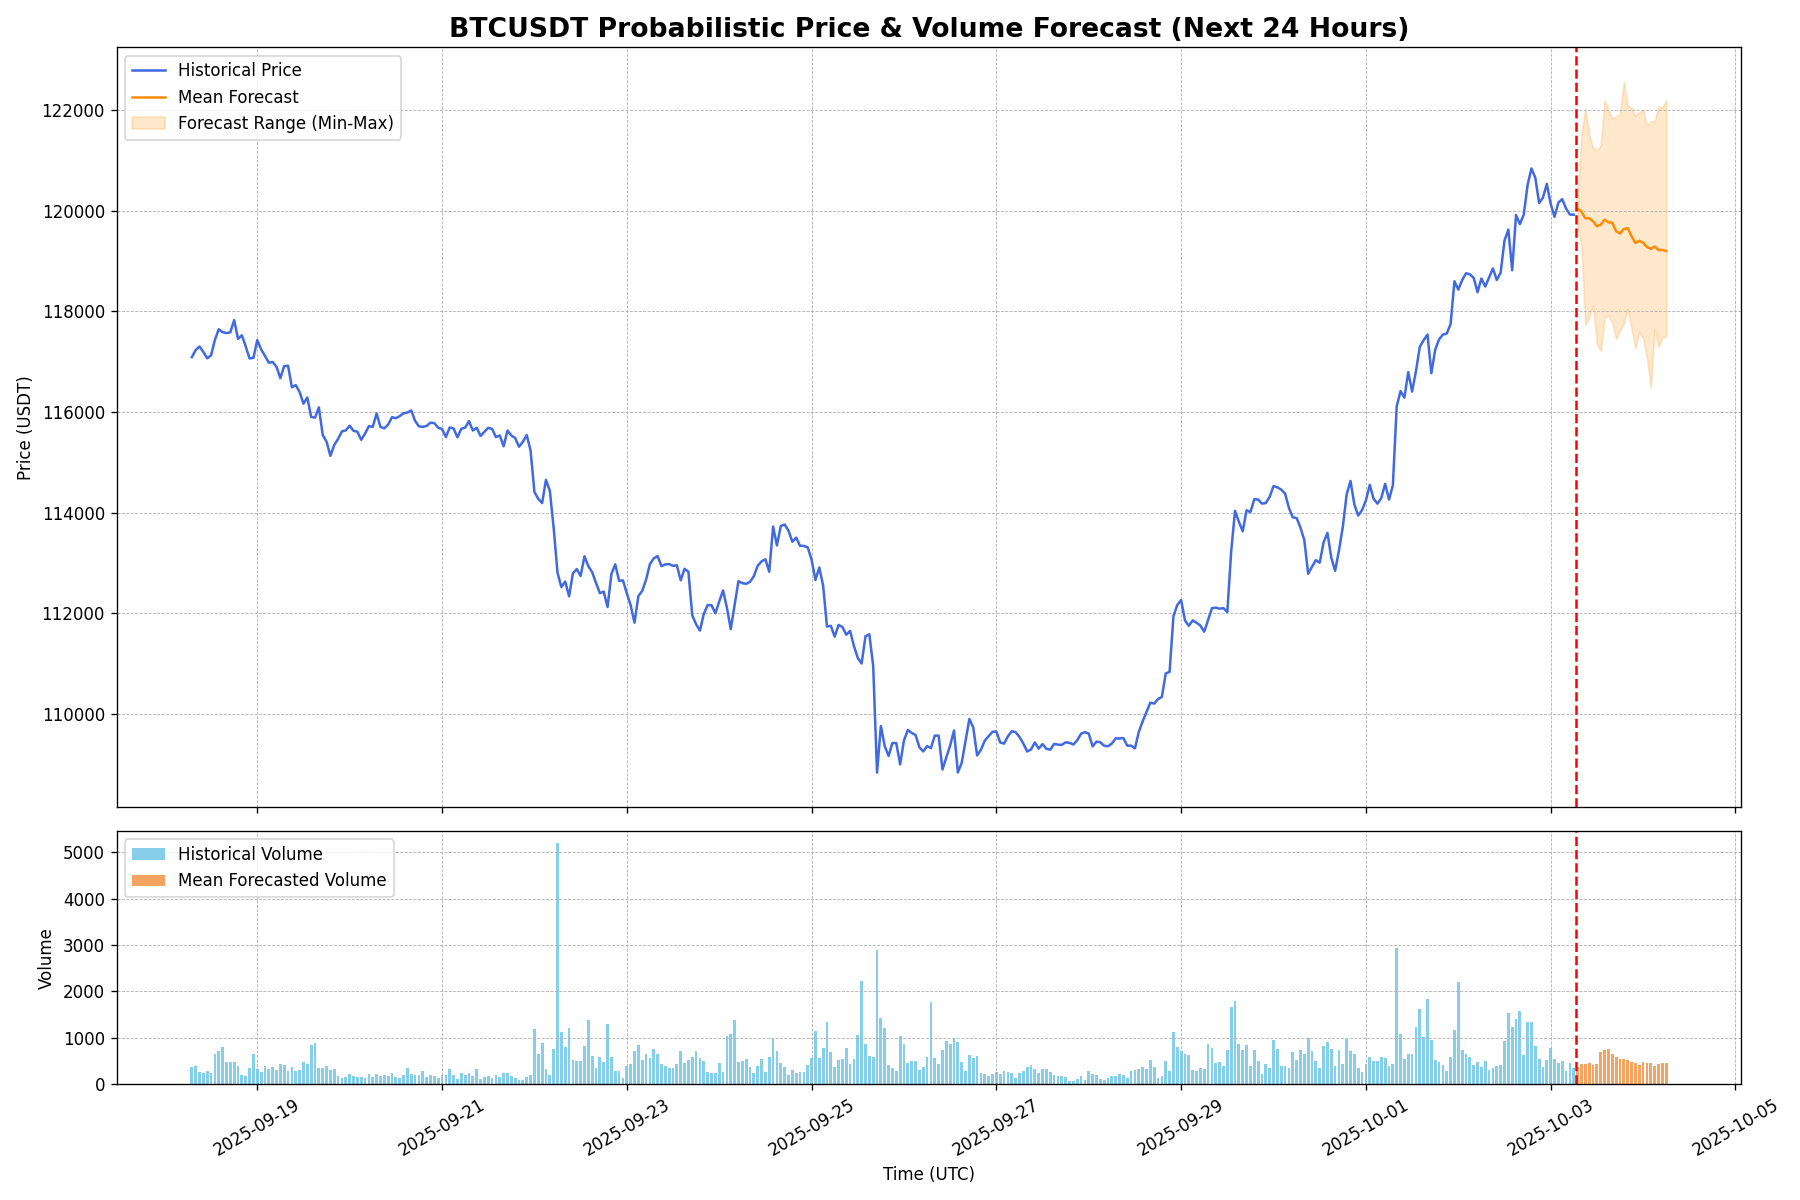 BTCUSDT Probabilistic Price & Volume Forecast (Next 24 Hours)
Historical Price
Mean Forecast
Forecast Range (Min-Max)
Price (USDT)
122000
120000
118000
116000
114000
112000
110000
Historical Volume
Mean Forecasted Volume
Volume
5000
4000
3000
2000
1000
0
2025-09-19
2025-09-21
2025-09-23
2025-09-25
2025-09-27
2025-09-29
2025-10-01
2025-10-03
2025-10-05
Time (UTC)